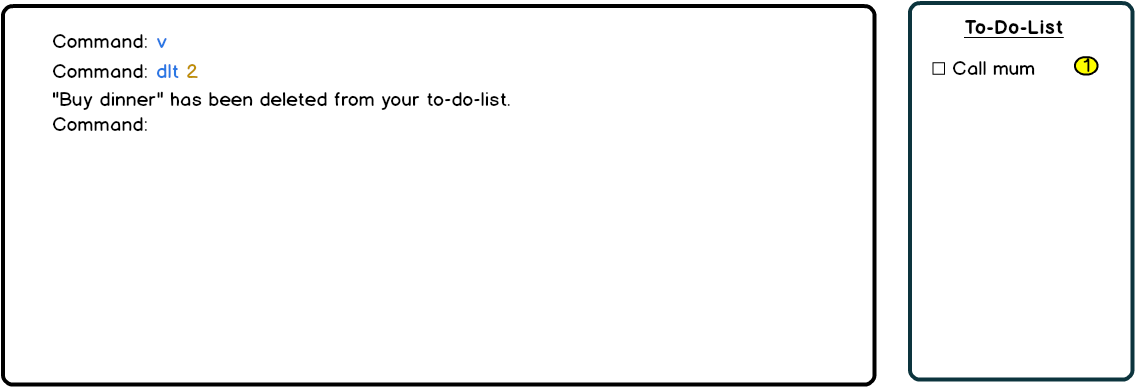 Command: v
Command: dlt 2
"Buy dinner" has been deleted from your to-do-list.
Command:
To-Do-List
Call mum 1